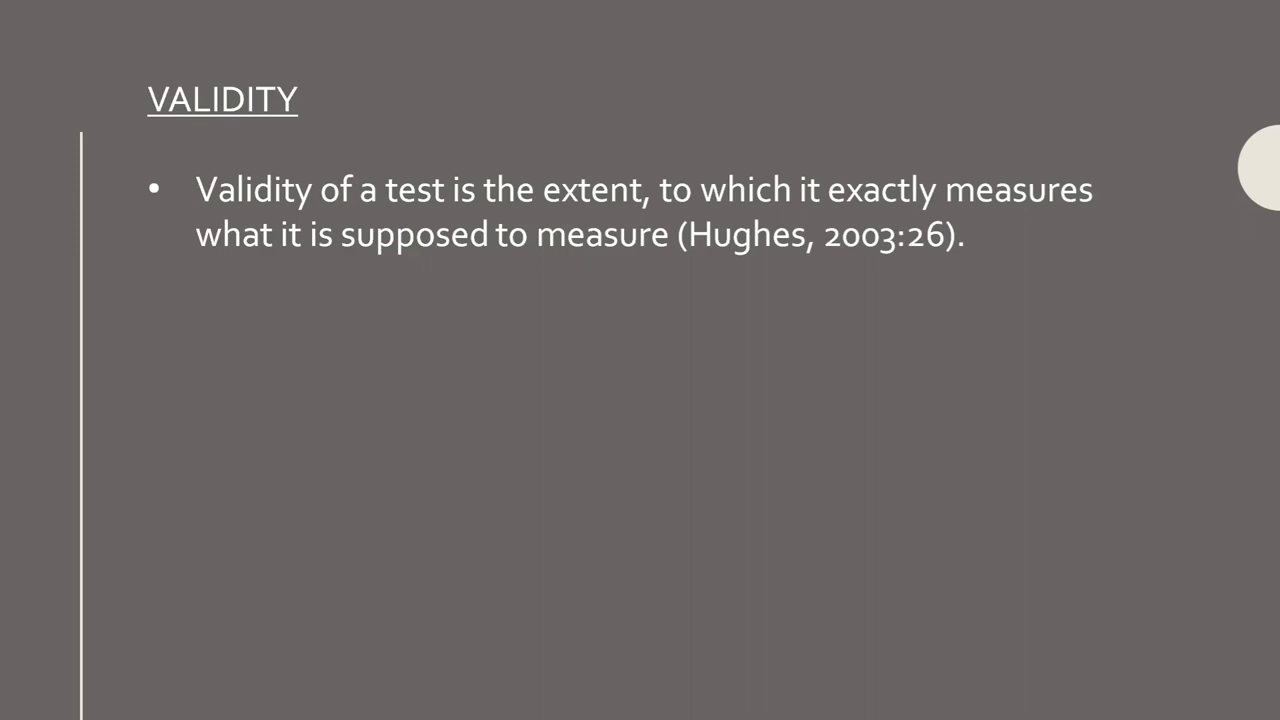 VALIDITY
• Validity of a test is the extent, to which it exactly measures
what it is supposed to measure (Hughes, 2003:26).